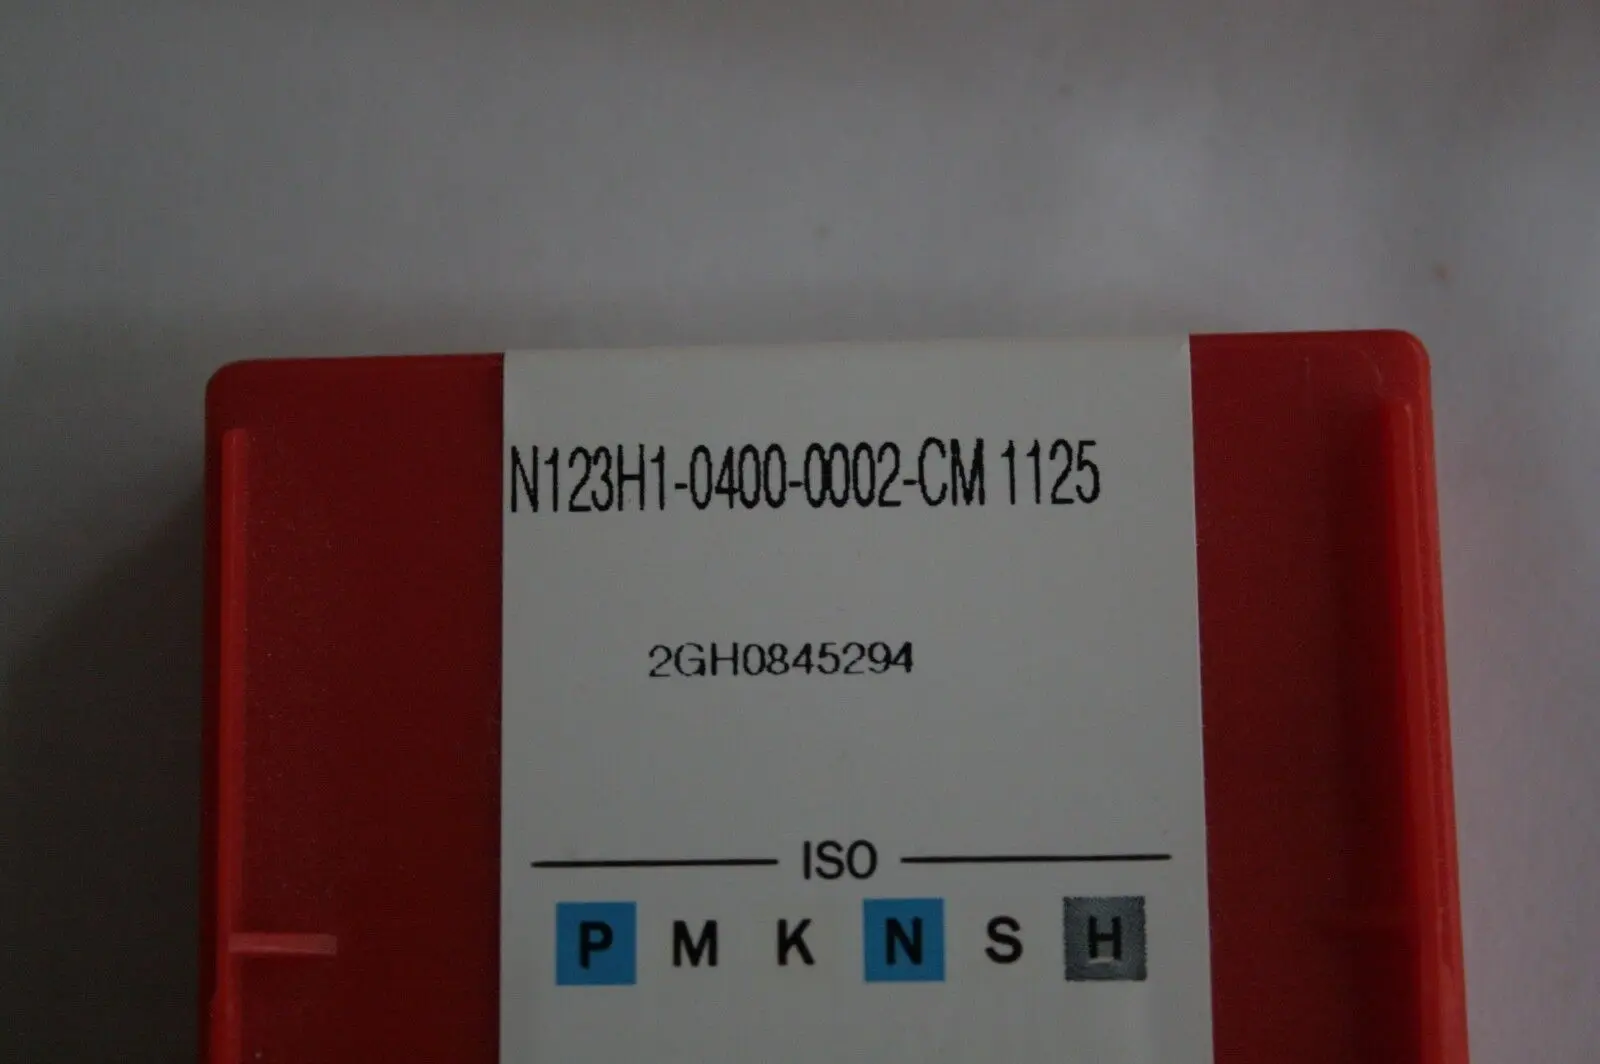 N123H1-0400-0002-CM 1125
2GH0845294
ISO
P M K N S H